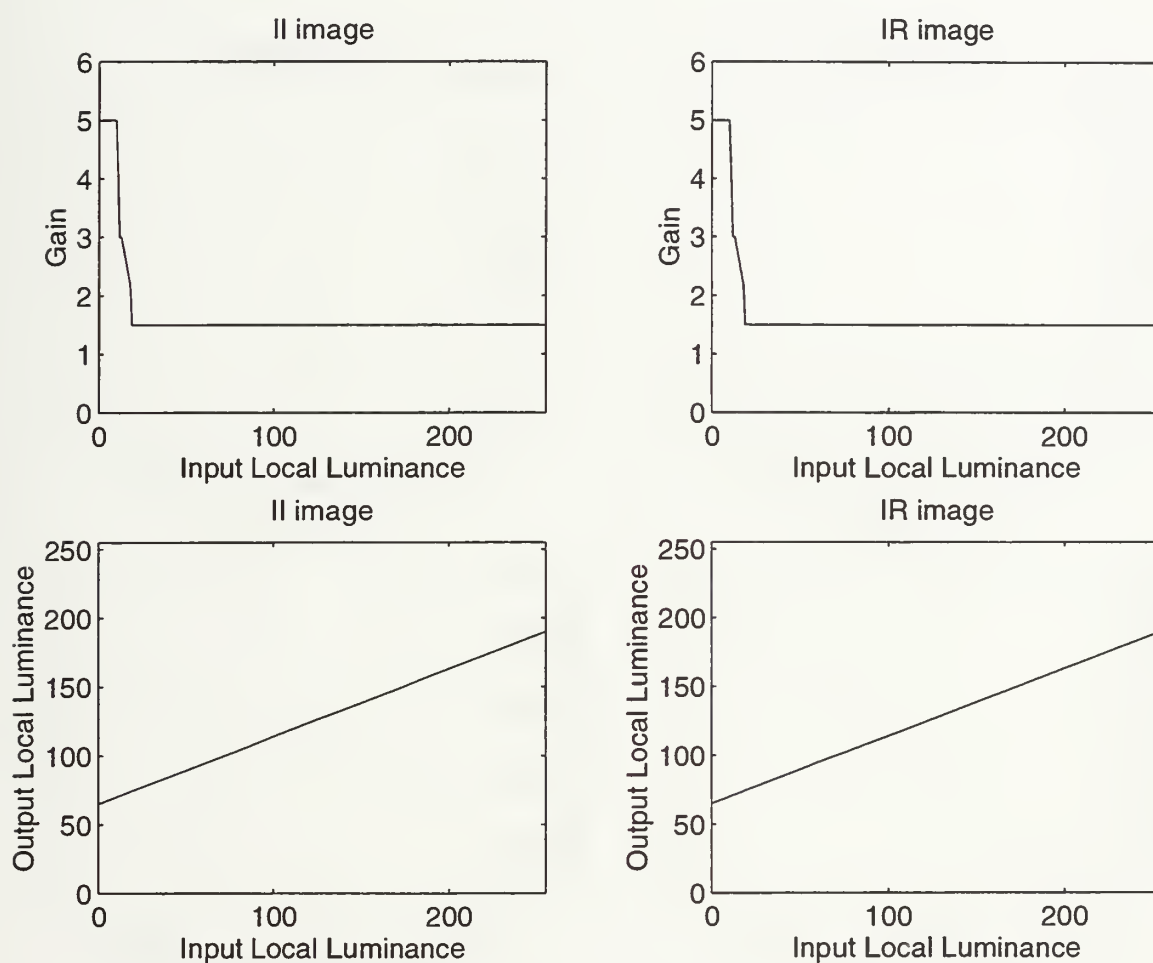 II image
6
5
4
3
2
1
0
Gain
0 100 200
Input Local Luminance
IR image
6
5
4
3
2
1
0
Gain
0 100 200
Input Local Luminance
II image
250
200
150
100
50
0
Output Local Luminance
0 100 200
Input Local Luminance
IR image
250
200
150
100
50
0
Output Local Luminance
0 100 200
Input Local Luminance